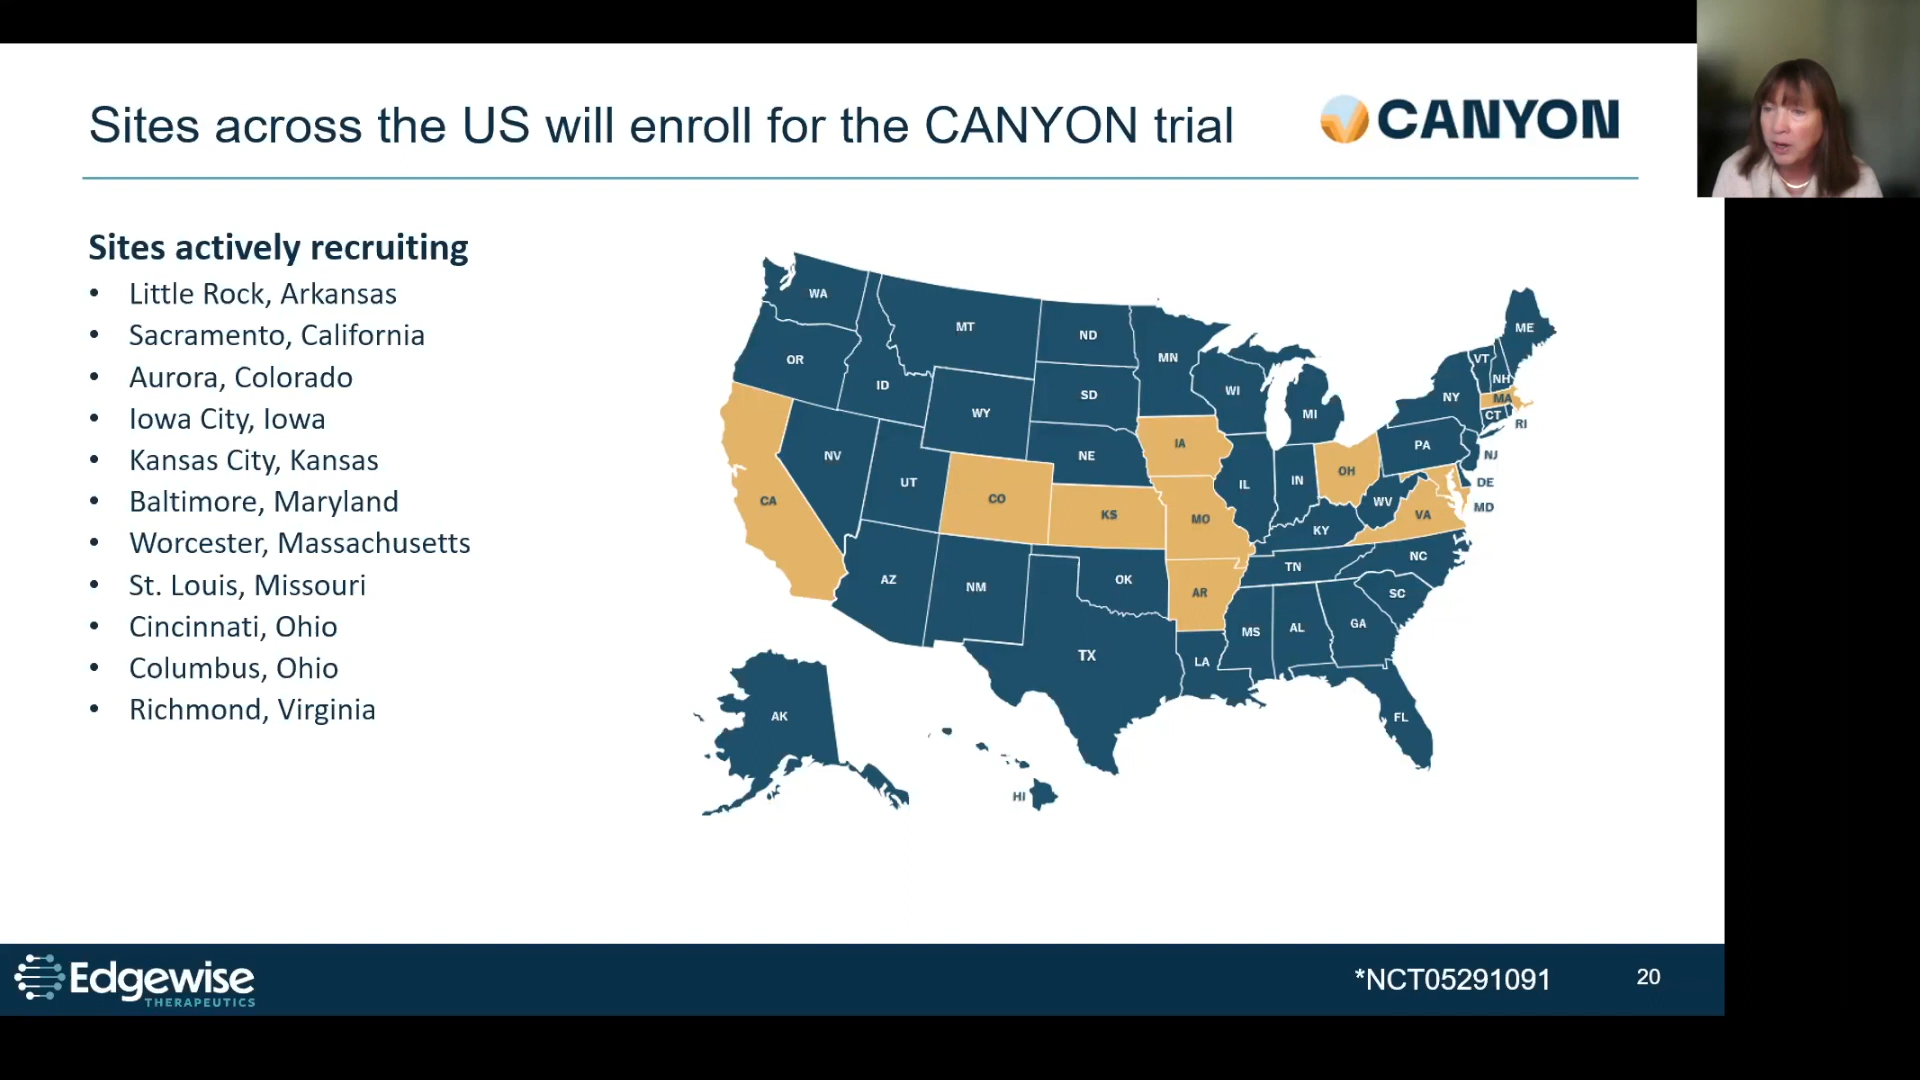 Sites across the US will enroll for the CANYON trial
CANYON
Sites actively recruiting
• Little Rock, Arkansas
• Sacramento, California
• Aurora, Colorado
• Iowa City, Iowa
• Kansas City, Kansas
• Baltimore, Maryland
• Worcester, Massachusetts
• St. Louis, Missouri
• Cincinnati, Ohio
• Columbus, Ohio
• Richmond, Virginia
WA
MT
ND
MN
OR
ID
WY
SD
WI
MI
NY
VT
NH
ME
MA
CT
RI
NV
UT
CO
NE
IA
IL
IN
OH
PA
NJ
DE
MD
CA
KS
MO
KY
WV
VA
AZ
NM
OK
AR
TN
NC
SC
TX
LA
MS
AL
GA
FL
AK
HI
Edgewise
THERAPEUTICS
*NCT05291091
20